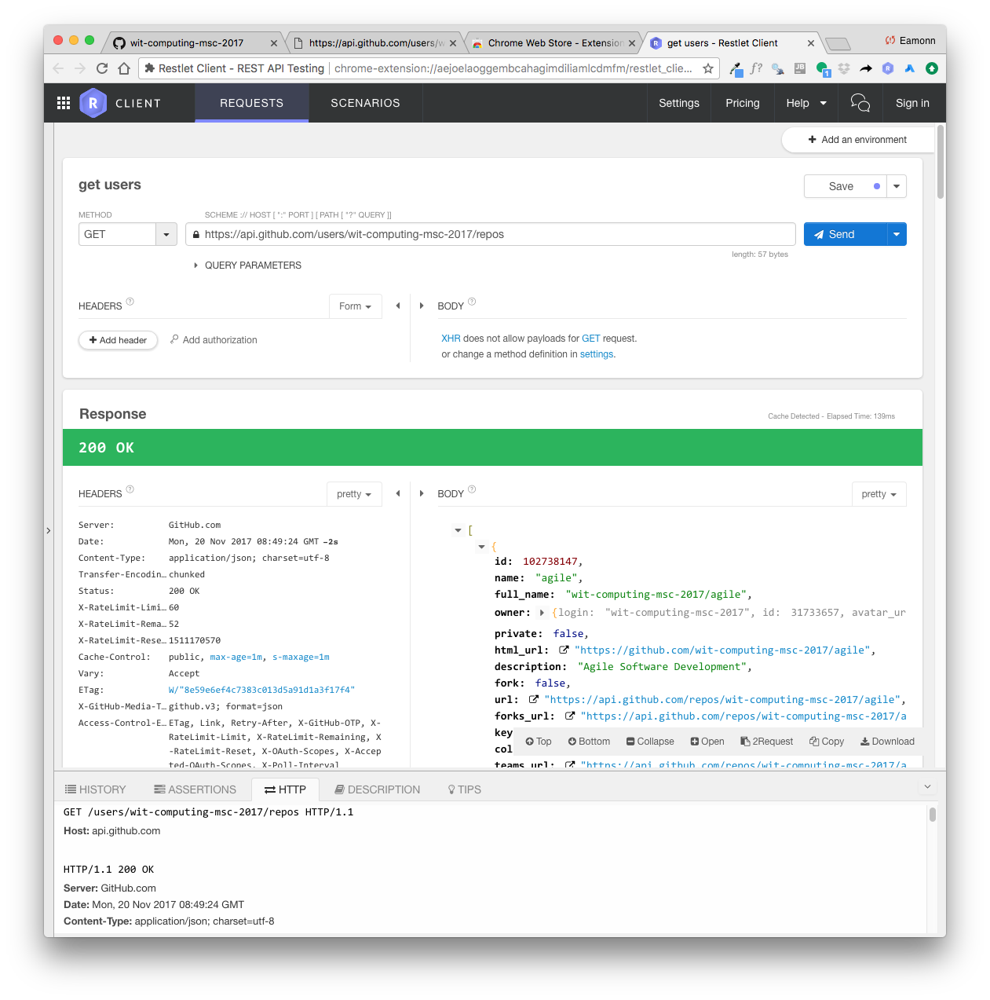 wit-computing-msc-2017
https://api.github.com/users/w
Chrome Web Store - Extension
get users - Restlet Client
Eamonn
Restlet Client - REST API Testing
chrome-extension://aejoelaoggembcahagimdiliamlcdmfm/restlet_clie...
f?
JB
1
R
CLIENT
REQUESTS
SCENARIOS
Settings
Pricing
Help
Sign in
Add an environment
get users
Save
METHOD
SCHEME :// HOST [ ":" PORT ] [ PATH [ "?" QUERY ]]
GET
https://api.github.com/users/wit-computing-msc-2017/repos
Send
length: 57 bytes
QUERY PARAMETERS
HEADERS ?
Form
BODY ?
Add header
Add authorization
XHR does not allow payloads for GET request.
or change a method definition in settings.
Response
Cache Detected - Elapsed Time: 139ms
200 OK
HEADERS ?
pretty
BODY ?
pretty
Server: GitHub.com
Date: Mon, 20 Nov 2017 08:49:24 GMT -2s
Content-Type: application/json; charset=utf-8
Transfer-Encodin… chunked
Status: 200 OK
X-RateLimit-Limi… 60
X-RateLimit-Rema… 52
X-RateLimit-Rese… 1511170570
Cache-Control: public, max-age=1m, s-maxage=1m
Vary: Accept
ETag: W/"8e59e6ef4c7383c013d5a91d1a3f17f4"
X-GitHub-Media-T… github.v3; format=json
Access-Control-E… ETag, Link, Retry-After, X-GitHub-OTP, X-
RateLimit-Limit, X-RateLimit-Remaining, X
-RateLimit-Reset, X-OAuth-Scopes, X-Accep
ted-OAuth-Scopes, X-Poll-Interval
[
{
id: 102738147,
name: "agile",
full_name: "wit-computing-msc-2017/agile",
owner: {login: "wit-computing-msc-2017", id: 31733657, avatar_ur
private: false,
html_url: "https://github.com/wit-computing-msc-2017/agile",
description: "Agile Software Development",
fork: false,
url: "https://api.github.com/repos/wit-computing-msc-2017/agile",
forks_url: "https://api.github.com/repos/wit-computing-msc-2017/a
key
col
teams_url: "https://api.github.com/repos/wit-computing-msc-2017/a
Top
Bottom
Collapse
Open
2Request
Copy
Download
HISTORY
ASSERTIONS
HTTP
DESCRIPTION
TIPS
GET /users/wit-computing-msc-2017/repos HTTP/1.1
Host: api.github.com
HTTP/1.1 200 OK
Server: GitHub.com
Date: Mon, 20 Nov 2017 08:49:24 GMT
Content-Type: application/json; charset=utf-8